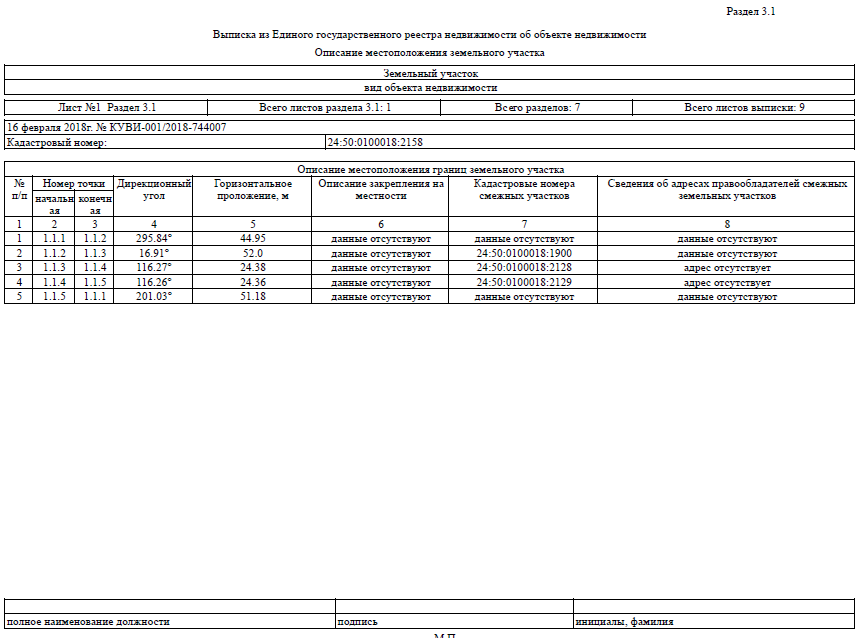 Раздел 3.1
Выписка из Единого государственного реестра недвижимости об объекте недвижимости
Описание местоположения земельного участка
Земельный участок
вид объекта недвижимости
Лист №1 Раздел 3.1 Всего листов раздела 3.1: 1 Всего разделов: 7 Всего листов выписки: 9
16 февраля 2018г. № КУВИ-001/2018-744007
Кадастровый номер: 24:50:0100018:2158
Описание местоположения границ земельного участка
№ Номер точки Дирекционный Горизонтальное Описание закрепления на Кадастровые номера Сведения об адресах правообладателей смежных
п/п начальн конечн угол проложение, м местности смежных участков земельных участков
ая ая
1 2 3 4 5 6 7 8
1 1.1.1 1.1.2 295.84° 44.95 данные отсутствуют данные отсутствуют данные отсутствуют
2 1.1.2 1.1.3 16.91° 52.0 данные отсутствуют 24:50:0100018:1900 данные отсутствуют
3 1.1.3 1.1.4 116.27° 24.38 данные отсутствуют 24:50:0100018:2128 адрес отсутствует
4 1.1.4 1.1.5 116.26° 24.36 данные отсутствуют 24:50:0100018:2129 адрес отсутствует
5 1.1.5 1.1.1 201.03° 51.18 данные отсутствуют данные отсутствуют данные отсутствуют
полное наименование должности подпись инициалы, фамилия
М.П.